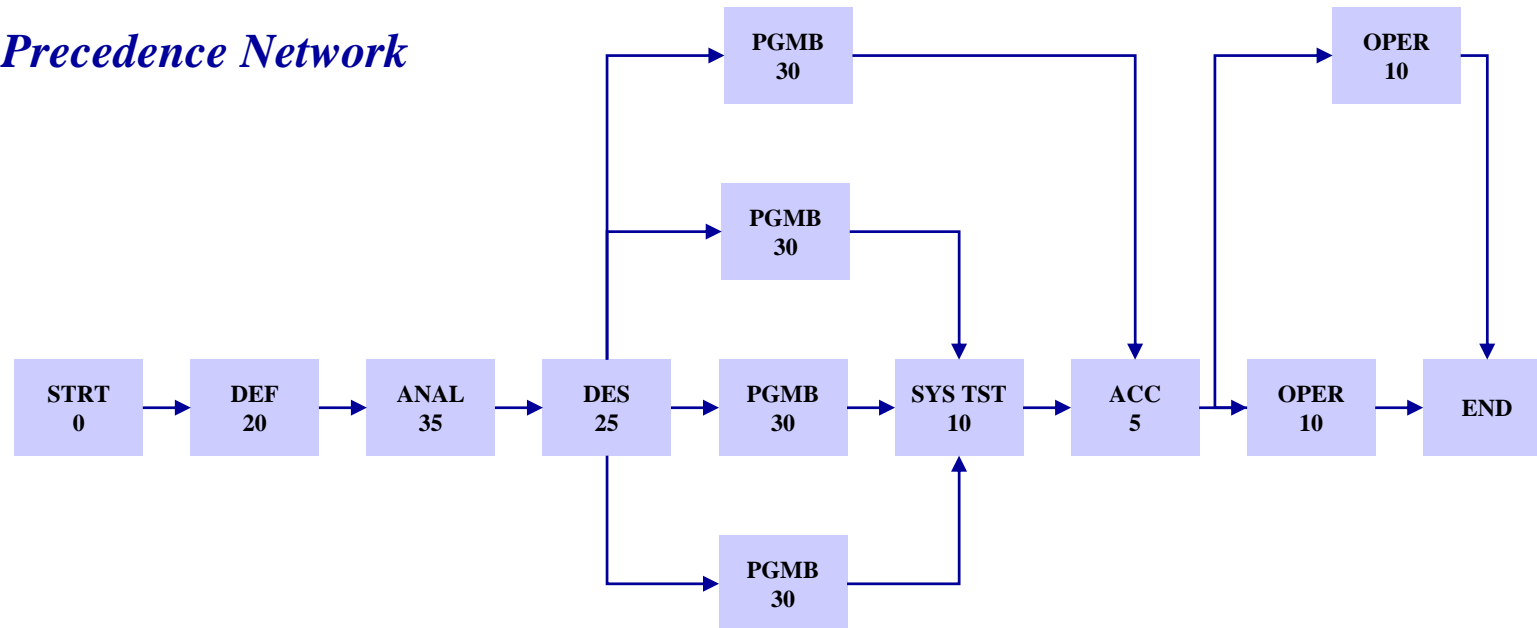 Precedence Network
PGMB
30
OPER
10
PGMB
30
STRT
0
DEF
20
ANAL
35
DES
25
PGMB
30
SYS TST
10
ACC
5
OPER
10
END
PGMB
30